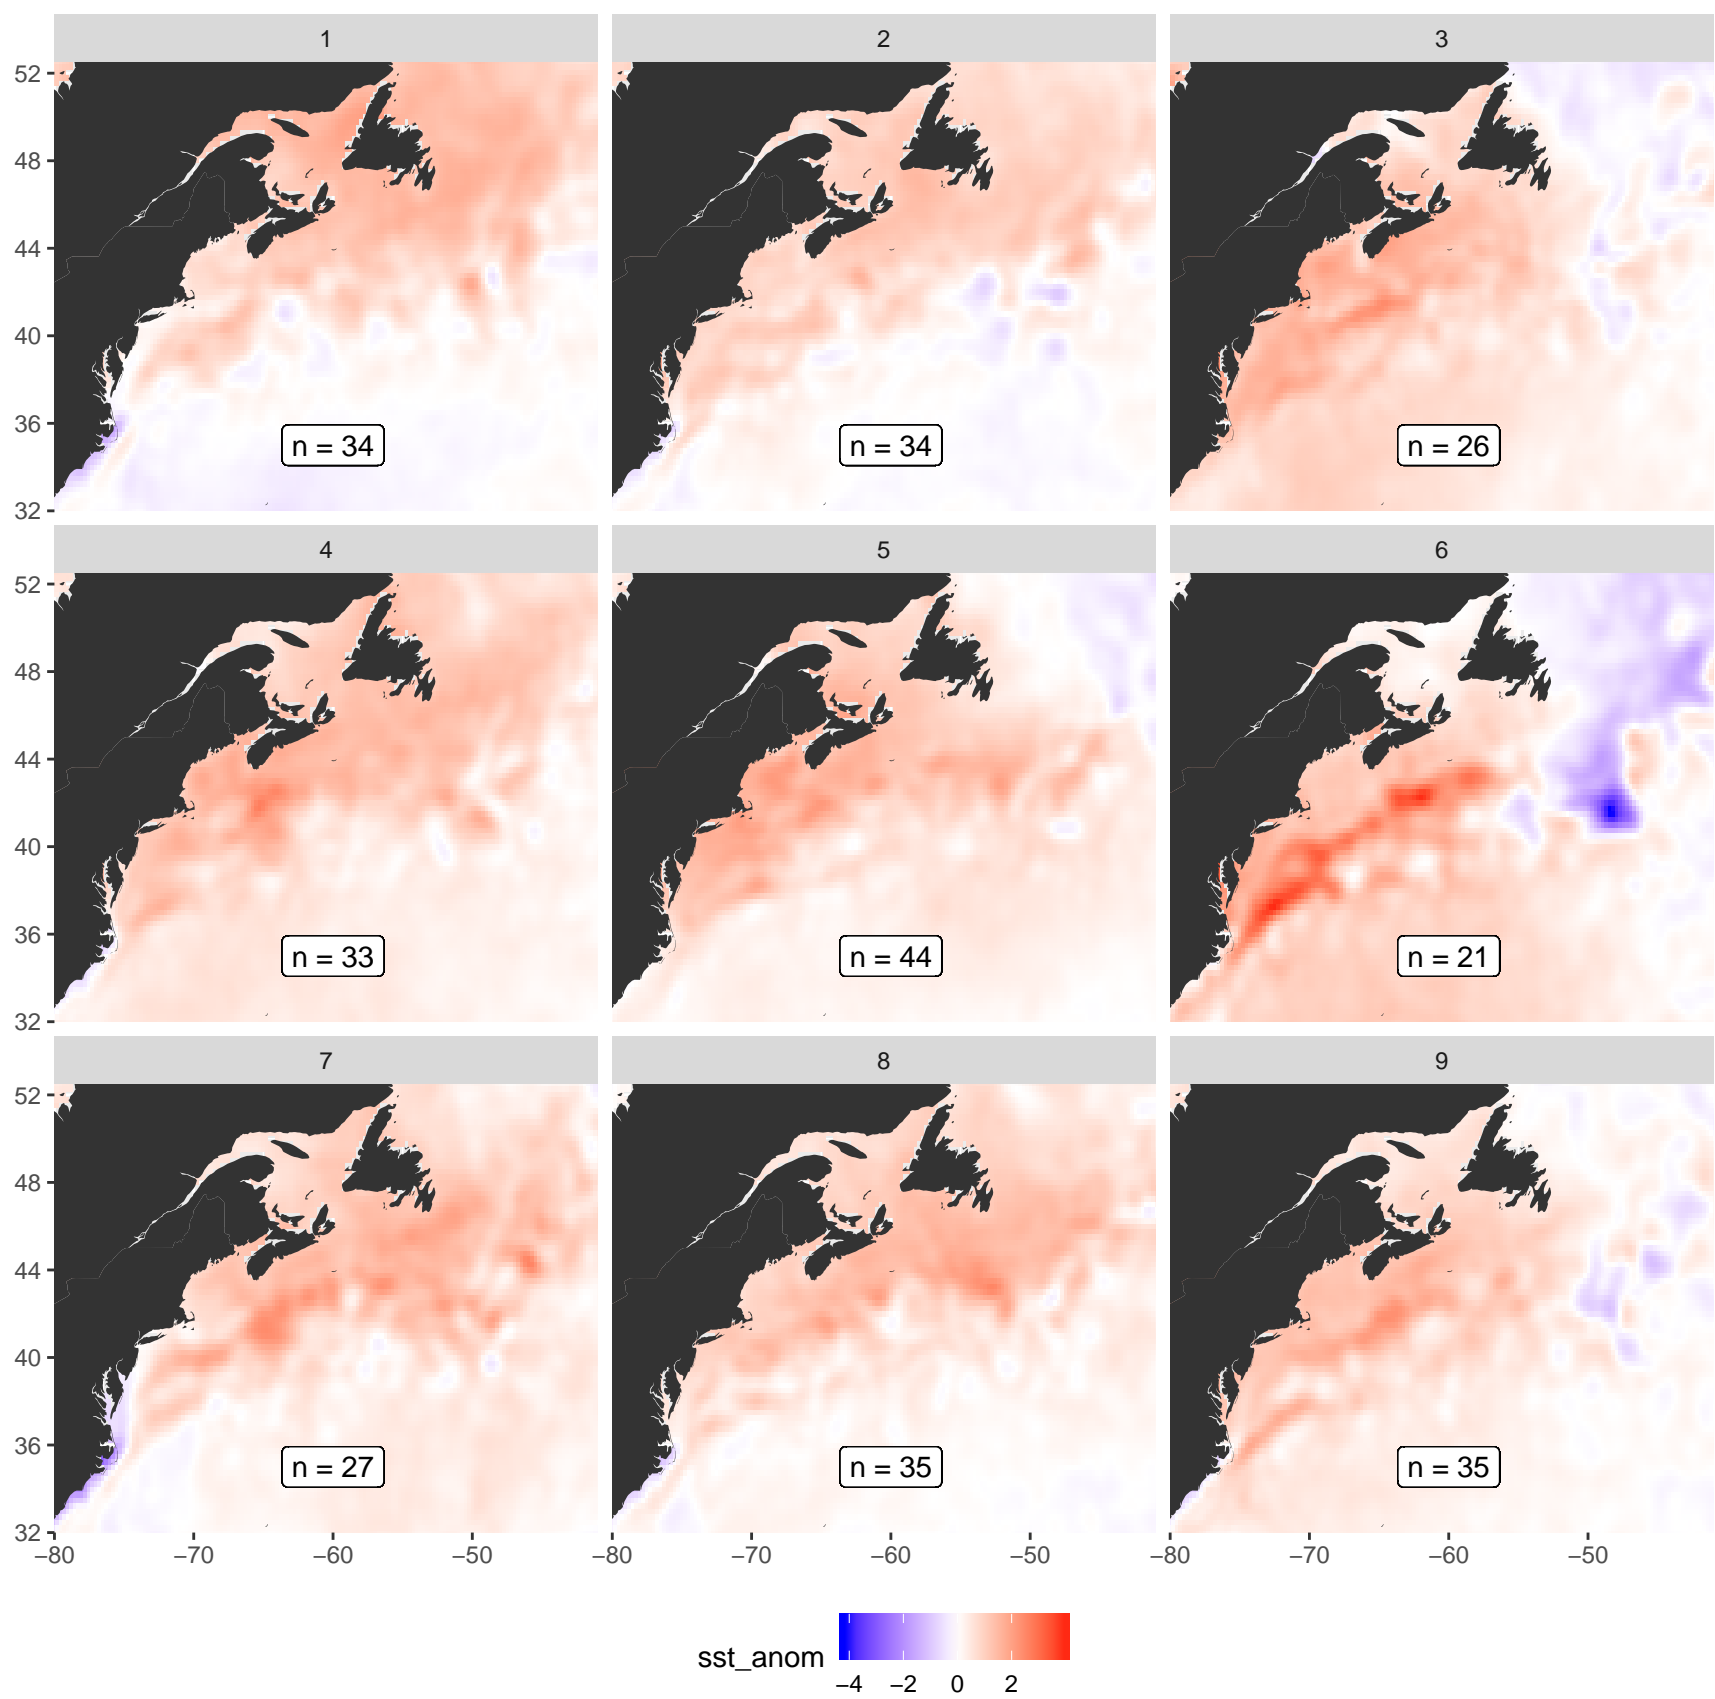 1 2 3
52
48
44
40
36
32
n = 34 n = 34 n = 26
4 5 6
52
48
44
40
36
32
n = 33 n = 44 n = 21
7 8 9
52
48
44
40
36
32
n = 27 n = 35 n = 35
−80 −70 −60 −50 −80 −70 −60 −50 −80 −70 −60 −50
sst_anom
−4 −2 0 2